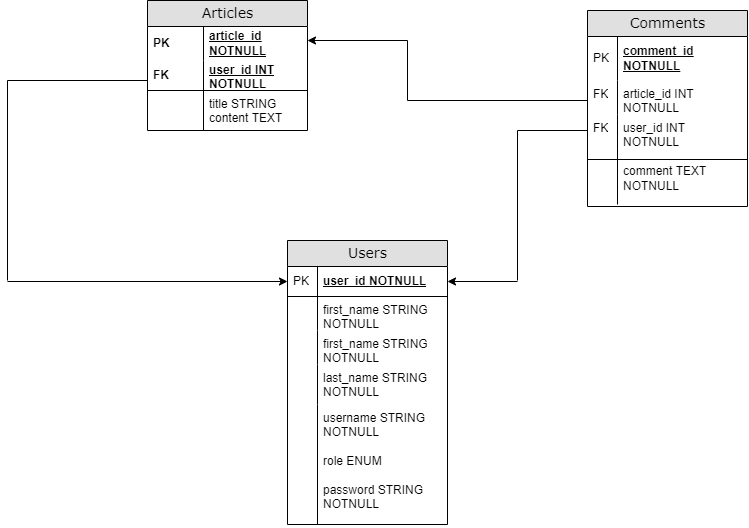 Articles
PK
article_id
NOTNULL
FK
user_id INT
NOTNULL
title STRING
content TEXT
Comments
PK
comment_id
NOTNULL
FK
article_id INT
NOTNULL
FK
user_id INT
NOTNULL
comment TEXT
NOTNULL
Users
PK
user_id NOTNULL
first_name STRING
NOTNULL
first_name STRING
NOTNULL
last_name STRING
NOTNULL
username STRING
NOTNULL
role ENUM
password STRING
NOTNULL